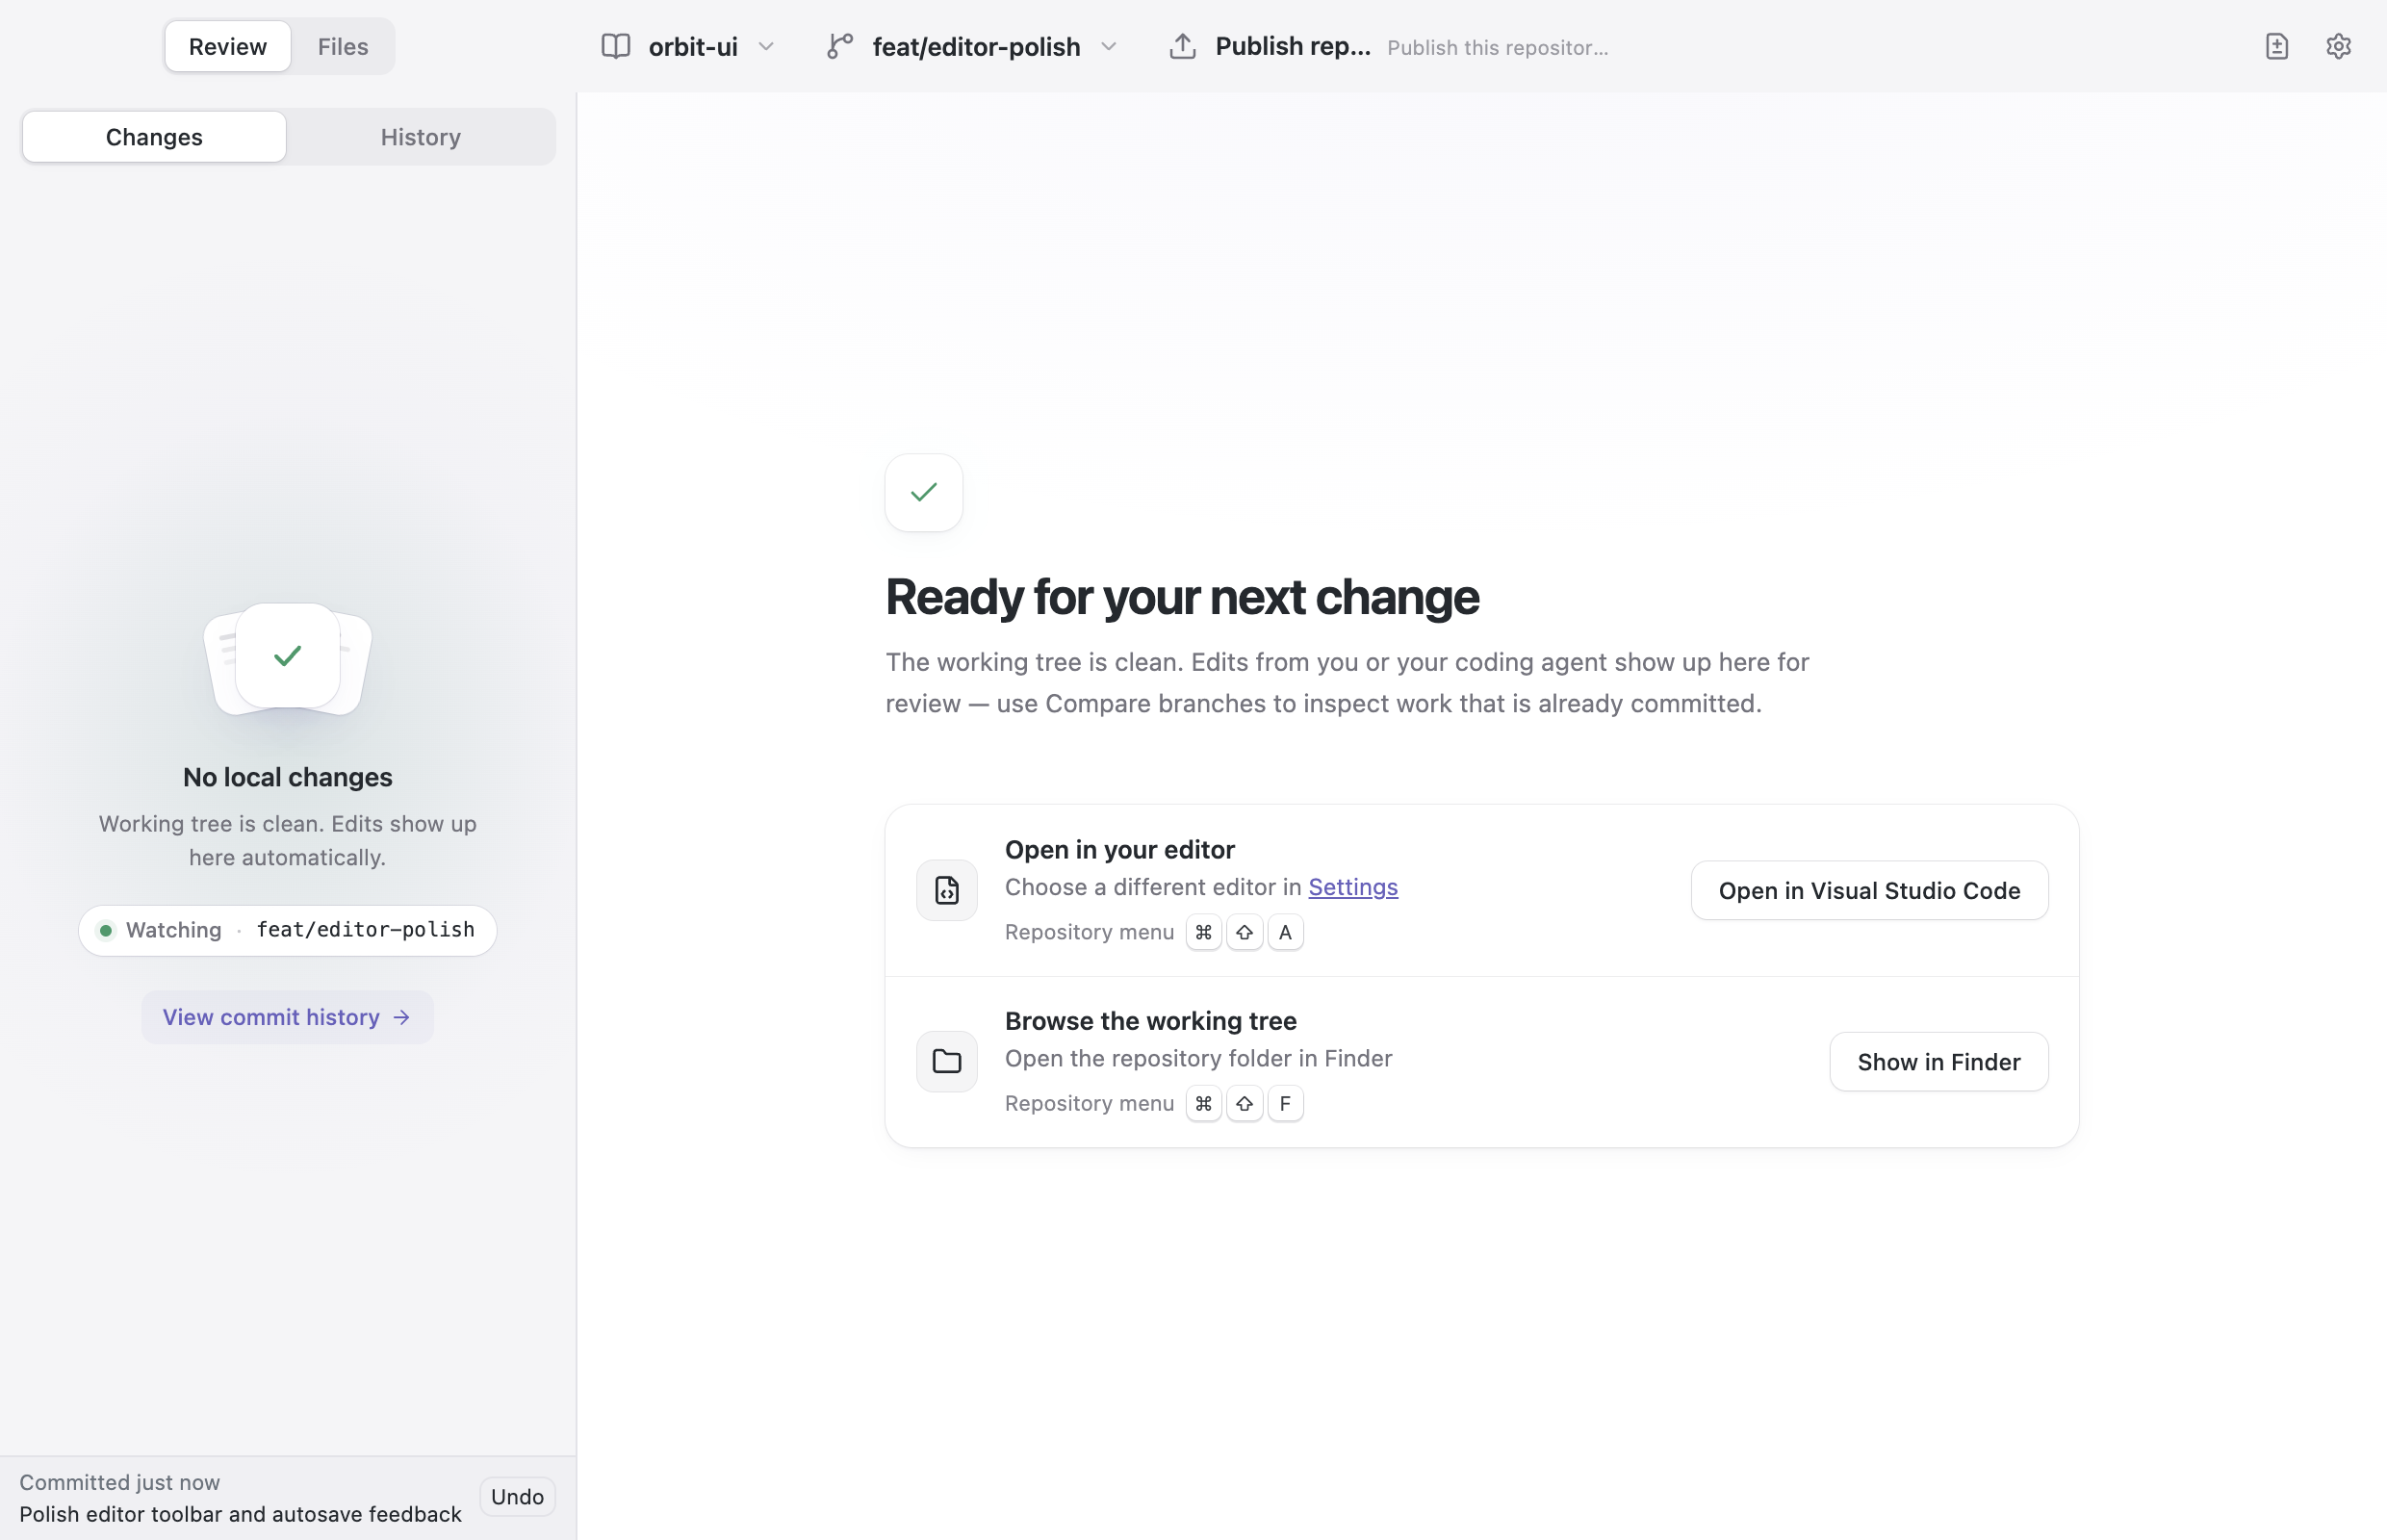 Review
Files
orbit-ui
feat/editor-polish
Publish rep...
Publish this repositor...
Changes
History
No local changes
Working tree is clean. Edits show up
here automatically.
Watching · feat/editor-polish
View commit history →
Committed just now
Polish editor toolbar and autosave feedback
Undo
Ready for your next change
The working tree is clean. Edits from you or your coding agent show up here for
review — use Compare branches to inspect work that is already committed.
Open in your editor
Choose a different editor in Settings
Repository menu ⌘ ⇧ A
Open in Visual Studio Code
Browse the working tree
Open the repository folder in Finder
Repository menu ⌘ ⇧ F
Show in Finder